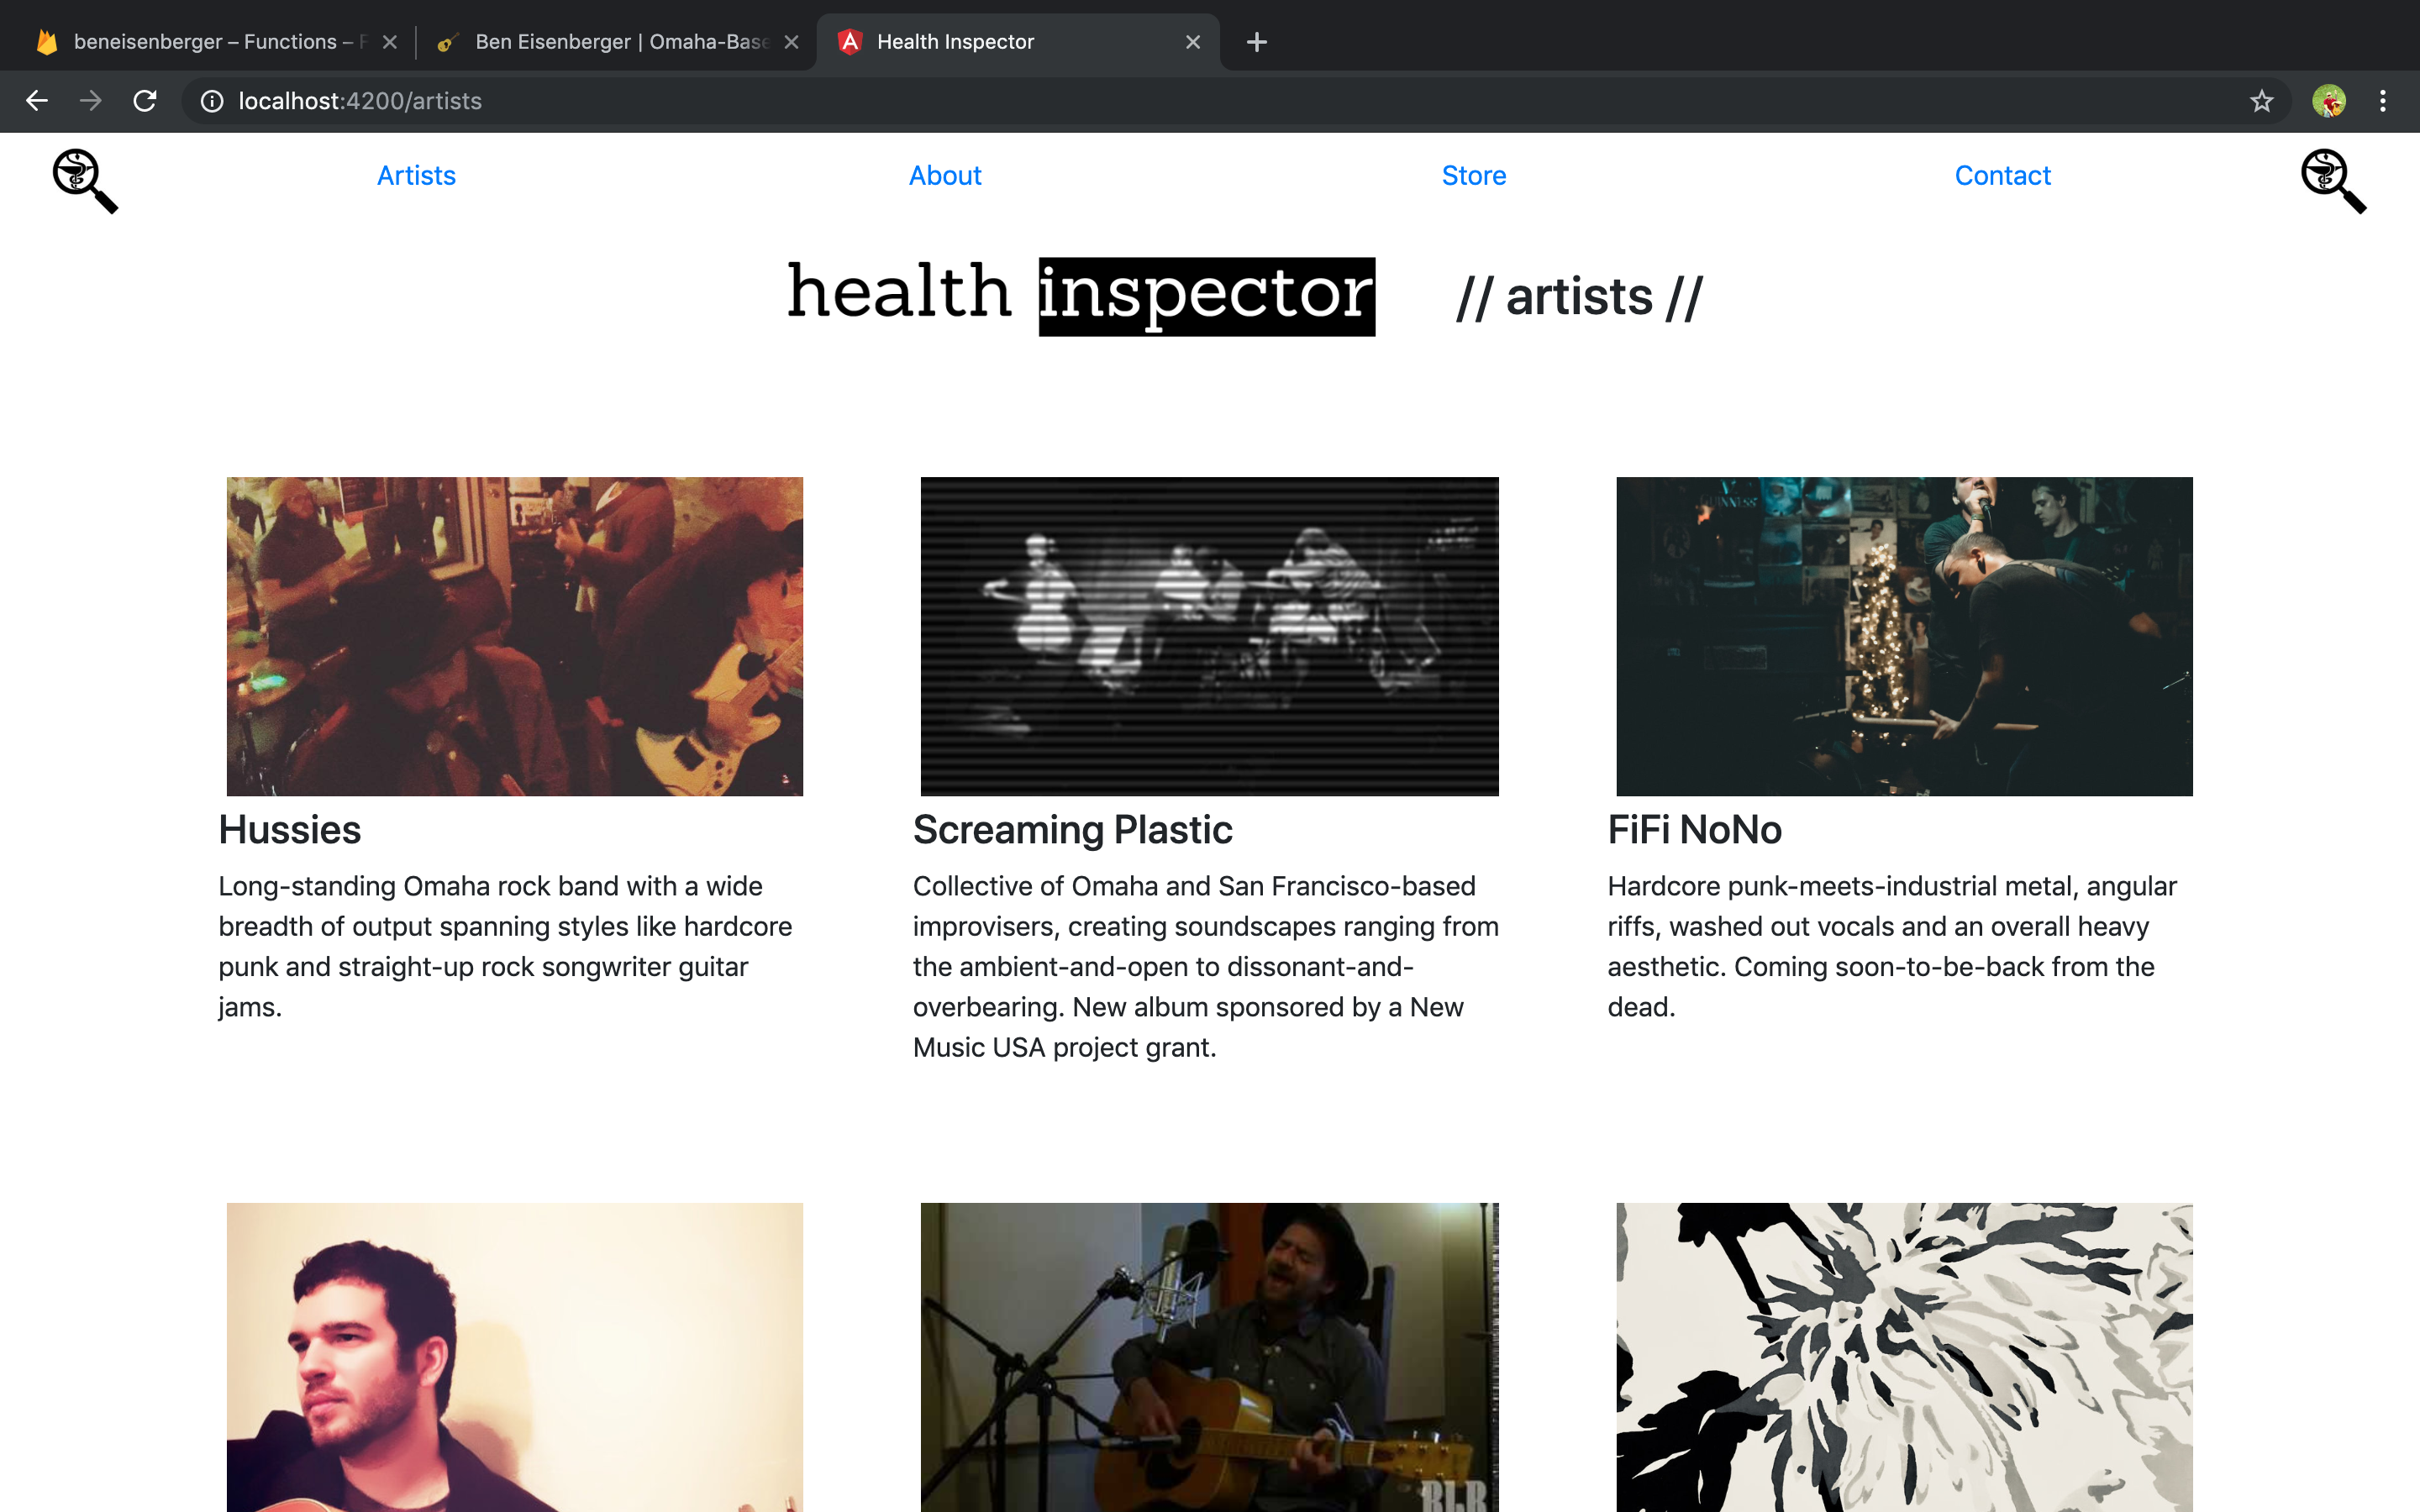 beneisenberger – Functions –
Ben Eisenberger | Omaha-Base
Health Inspector
localhost:4200/artists
Artists
About
Store
Contact
health inspector
// artists //
GUINNESS
Hussies
Long-standing Omaha rock band with a wide
breadth of output spanning styles like hardcore
punk and straight-up rock songwriter guitar
jams.
Screaming Plastic
Collective of Omaha and San Francisco-based
improvisers, creating soundscapes ranging from
the ambient-and-open to dissonant-and-
overbearing. New album sponsored by a New
Music USA project grant.
FiFi NoNo
Hardcore punk-meets-industrial metal, angular
riffs, washed out vocals and an overall heavy
aesthetic. Coming soon-to-be-back from the
dead.